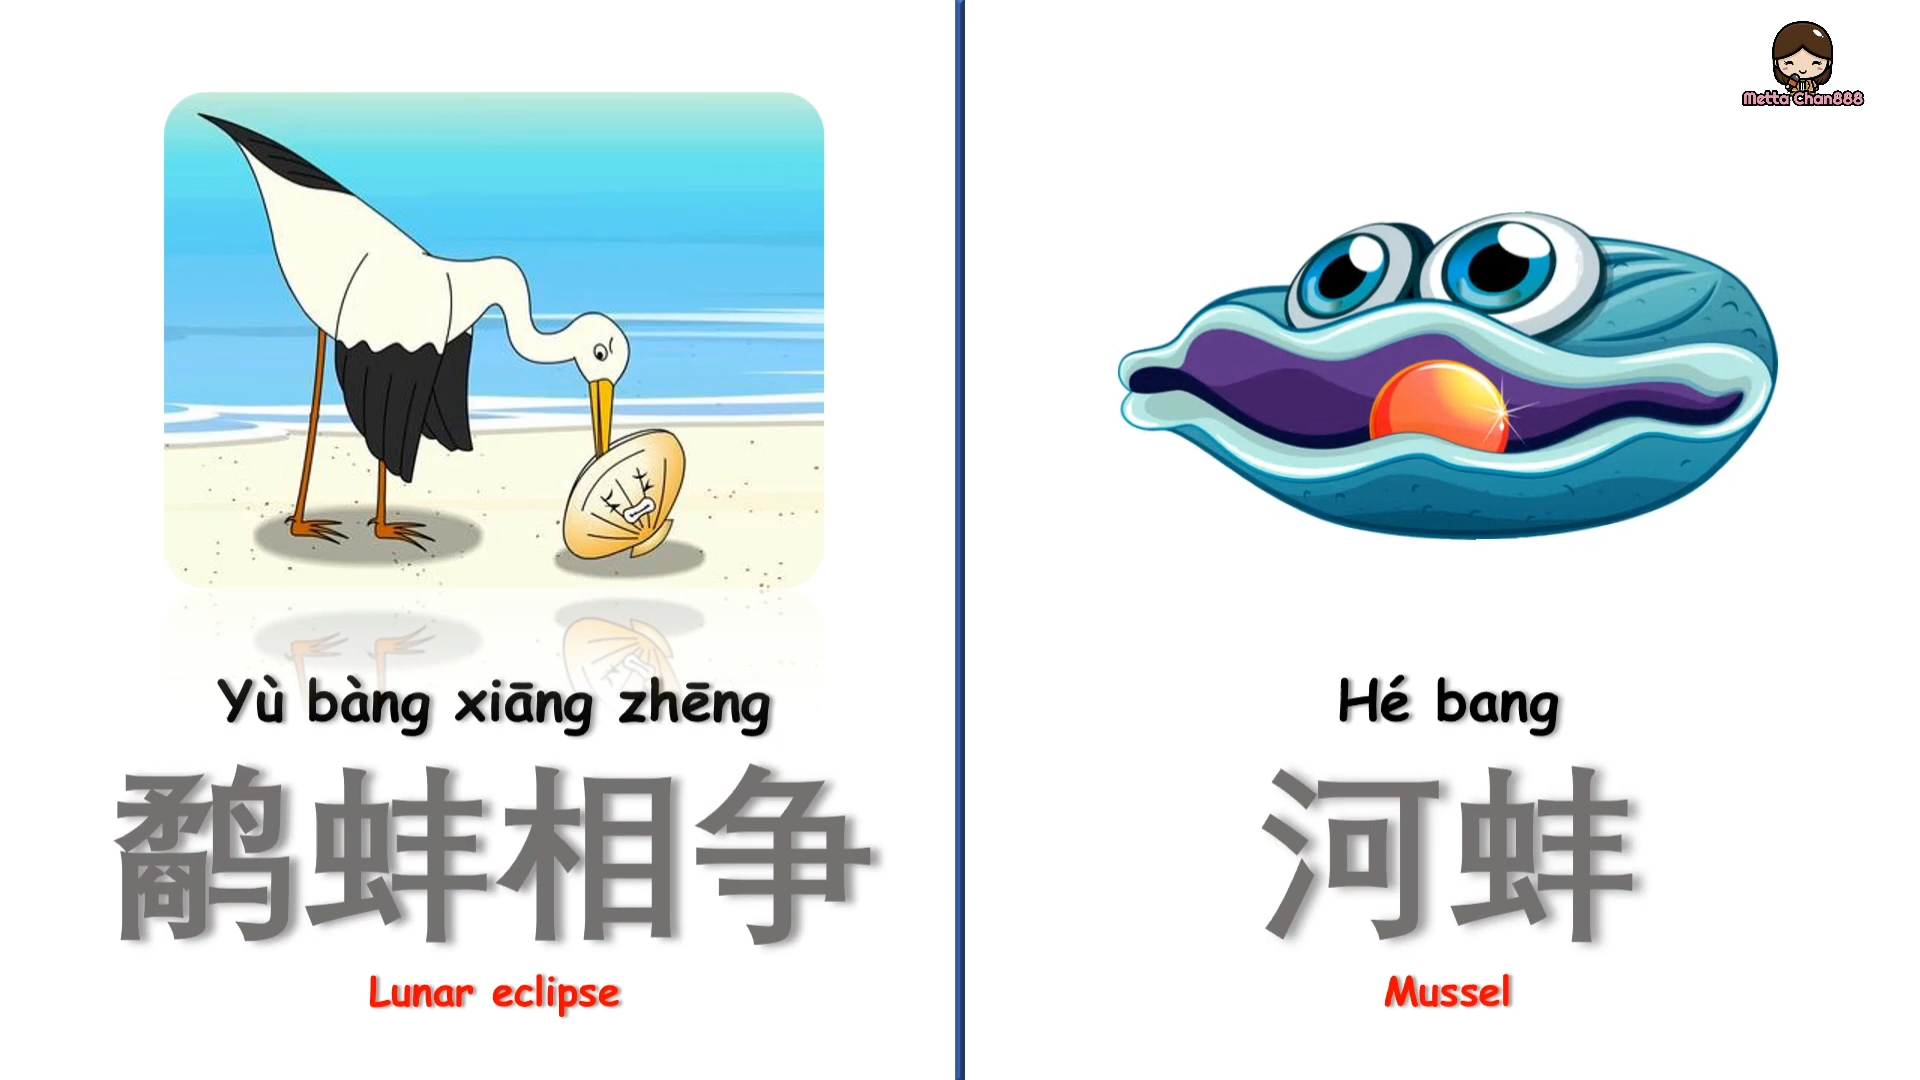 Metta Chan888
Yù bàng xiāng zhēng
鹬蚌相争
Lunar eclipse
Hé bang
河蚌
Mussel